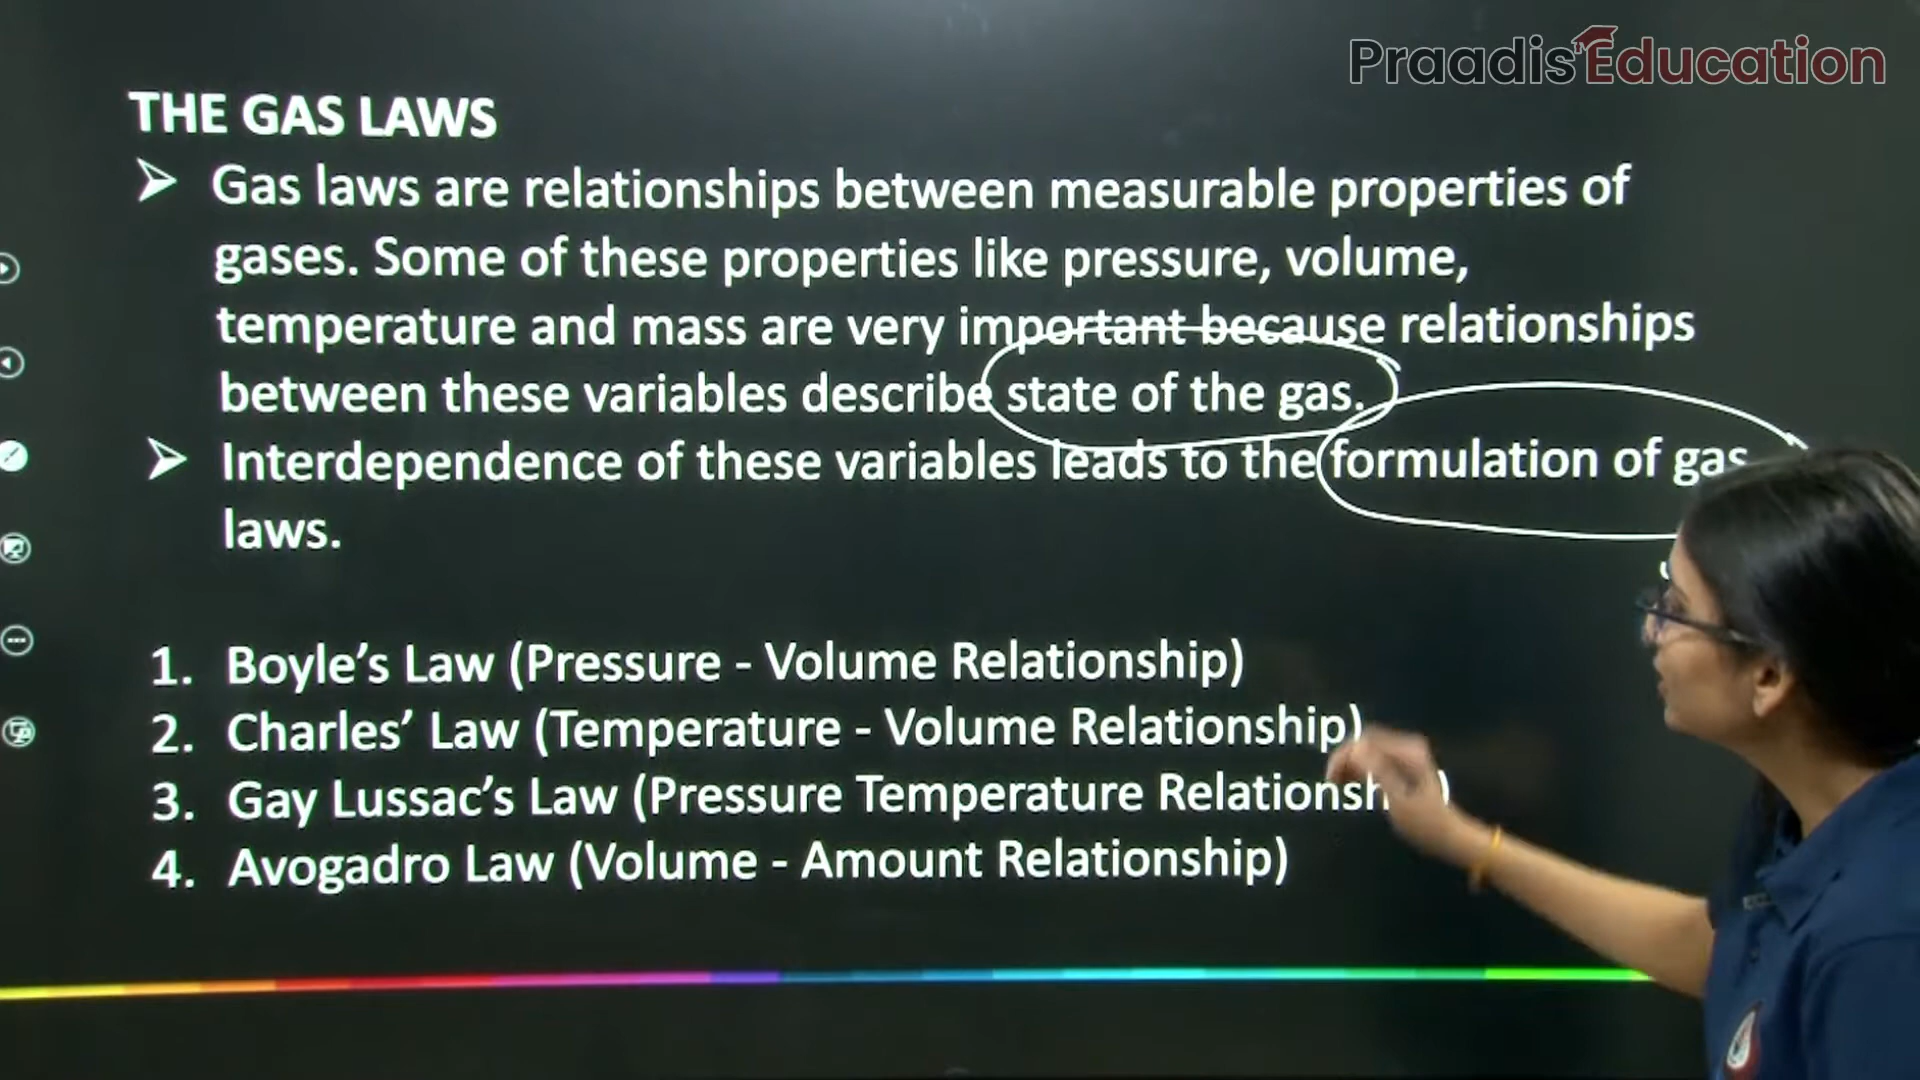 Praadis Education
THE GAS LAWS
➢ Gas laws are relationships between measurable properties of
gases. Some of these properties like pressure, volume,
temperature and mass are very important because relationships
between these variables describe state of the gas.
➢ Interdependence of these variables leads to the formulation of gas
laws.
1. Boyle’s Law (Pressure - Volume Relationship)
2. Charles’ Law (Temperature - Volume Relationship)
3. Gay Lussac’s Law (Pressure Temperature Relationsh )
4. Avogadro Law (Volume - Amount Relationship)